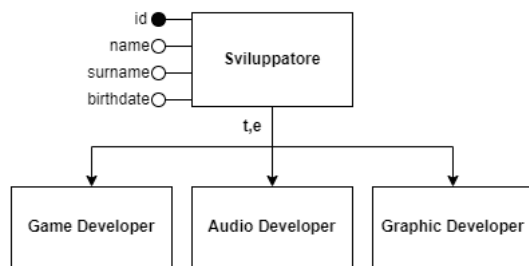 id
name
surname
birthdate
Sviluppatore
t,e
Game Developer
Audio Developer
Graphic Developer